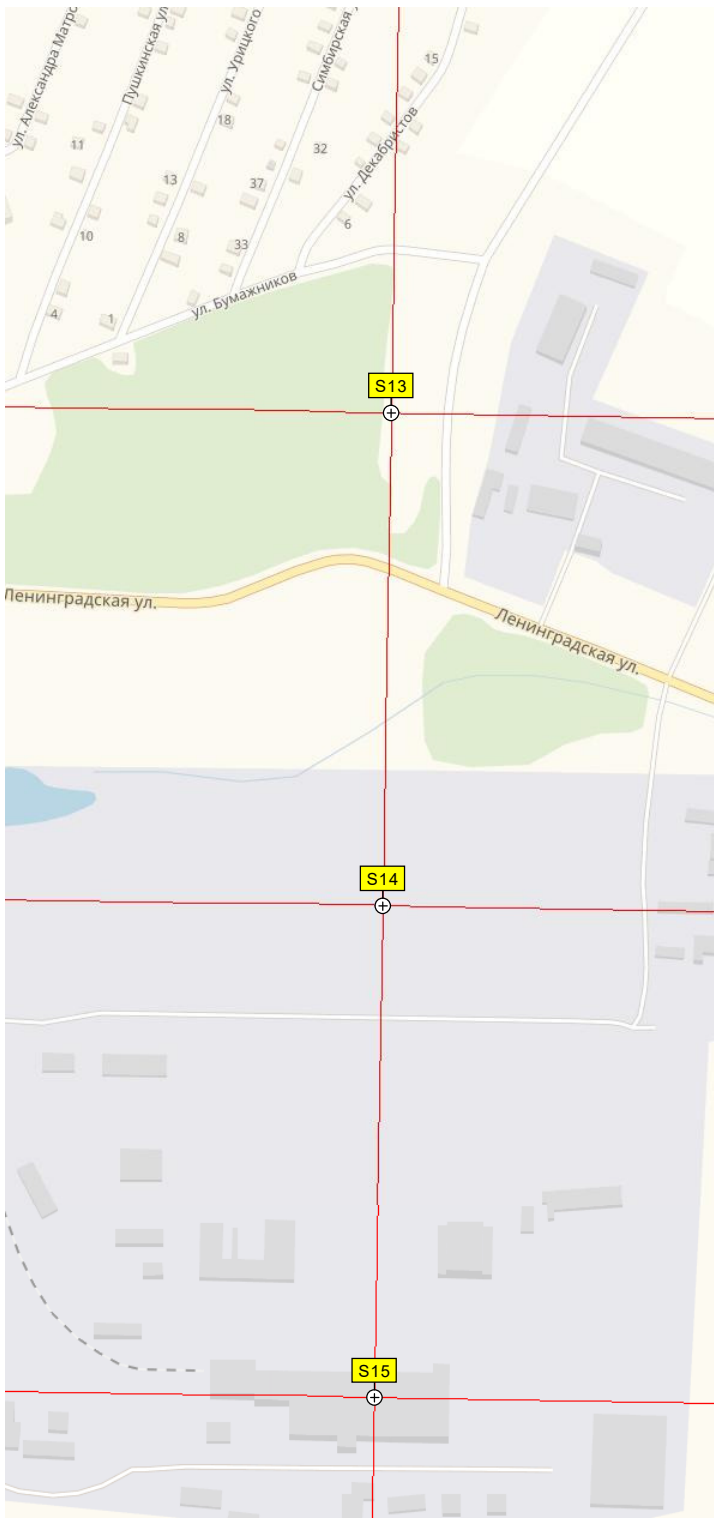 ул. Александра Матро
Пушкинская ул
ул. Урицкого
Симбирская у
15
11
18
32
ул. Декабристов
13
37
10
8
33
6
ул. Бумажников
4
1
S13
Ленинградская ул.
Ленинградская ул.
S14
S15